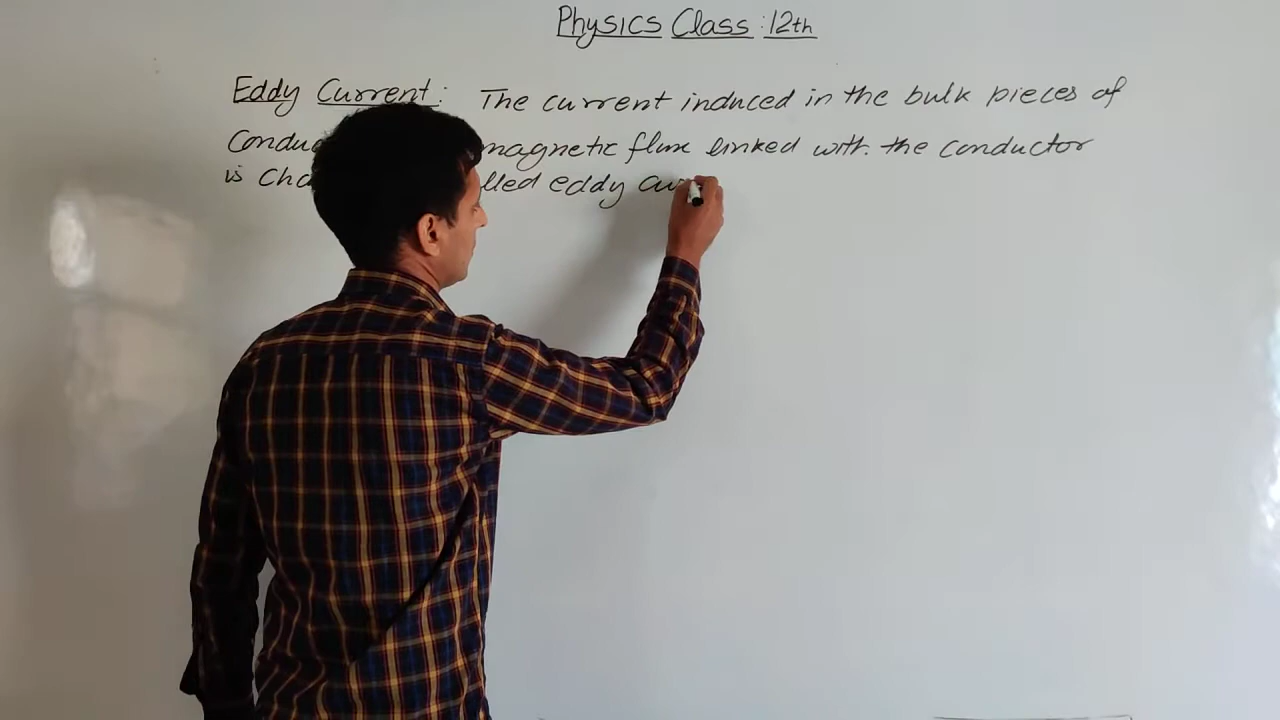 Physics Class : 12th
Eddy Current : The current induced in the bulk pieces of
magnetic flux linked with the conductor
is eddy